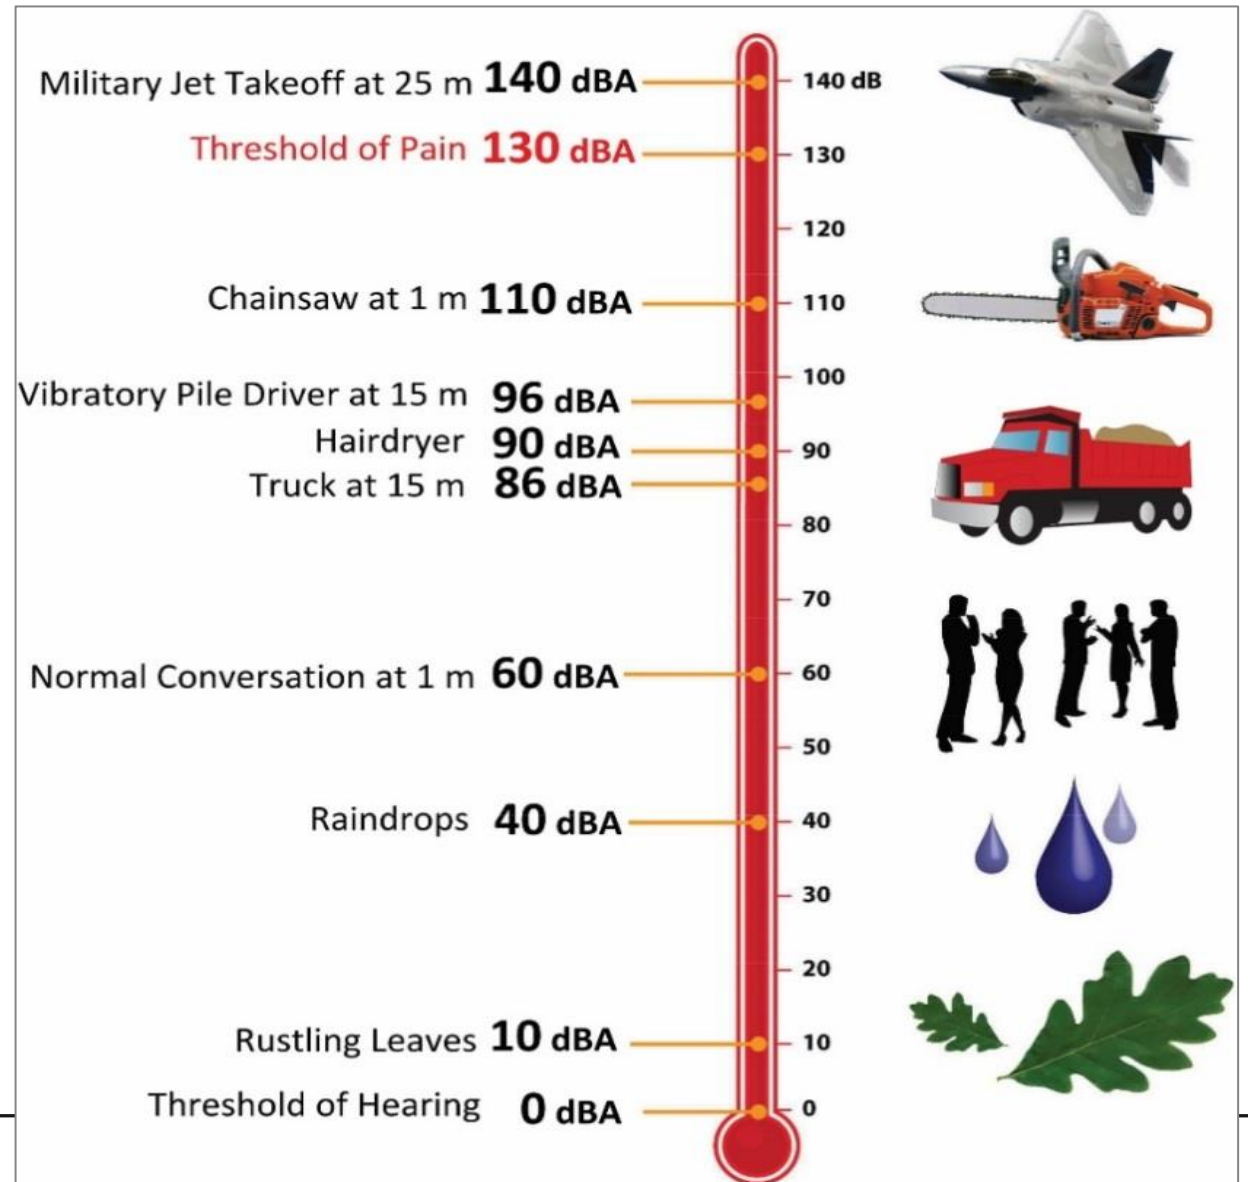 Military Jet Takeoff at 25 m 140 dBA 140 dB
Threshold of Pain 130 dBA 130
120
Chainsaw at 1 m 110 dBA 110
100
Vibratory Pile Driver at 15 m 96 dBA
Hairdryer 90 dBA 90
Truck at 15 m 86 dBA
80
70
Normal Conversation at 1 m 60 dBA 60
50
Raindrops 40 dBA 40
30
20
Rustling Leaves 10 dBA 10
Threshold of Hearing 0 dBA 0